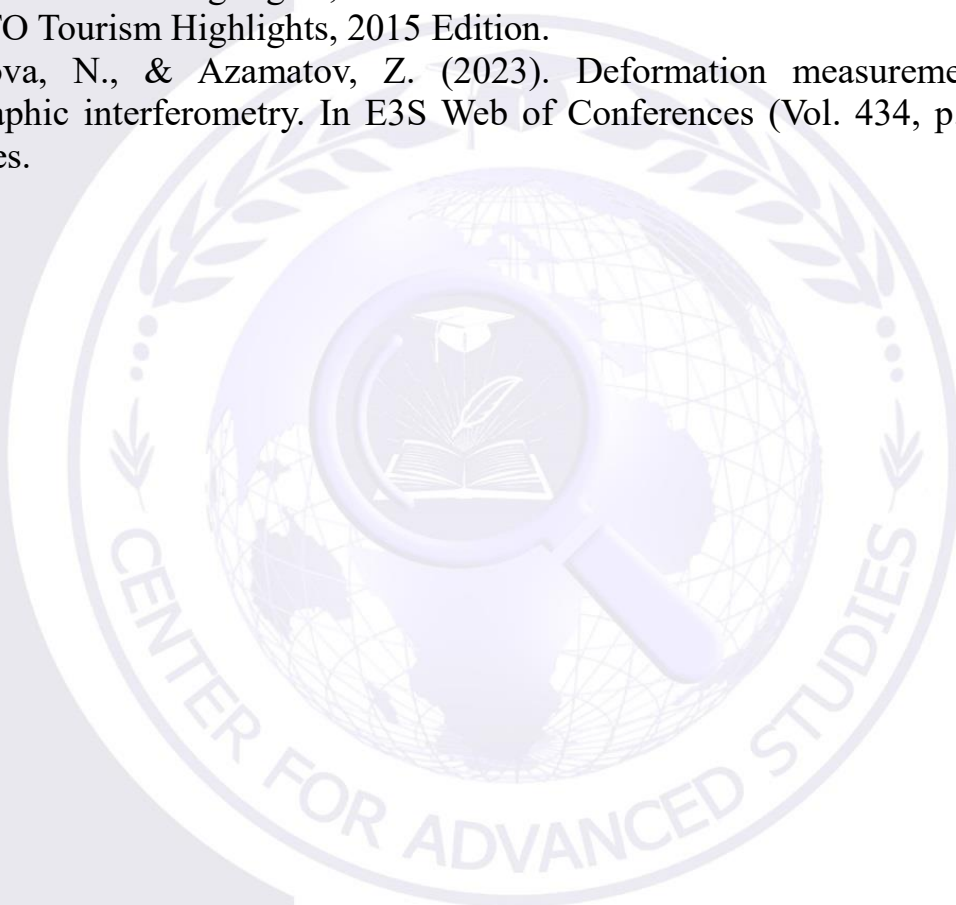 TO Tourism Highlights, 2015 Edition.
ova, N., & Azamatov, Z. (2023). Deformation measureme
aphic interferometry. In E3S Web of Conferences (Vol. 434, p.
es.
CENTER FOR ADVANCED STUDIES